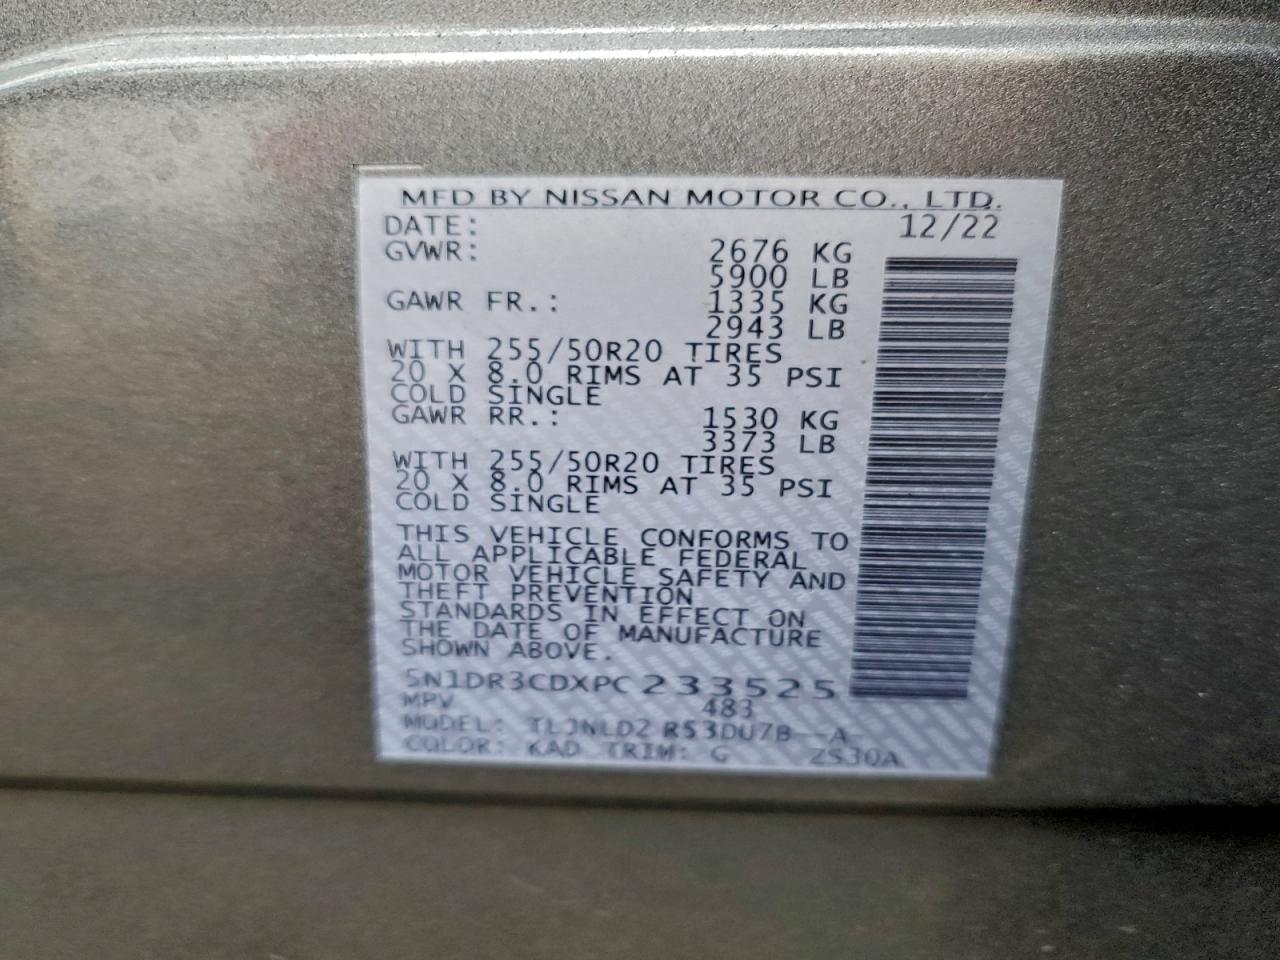 MFD BY NISSAN MOTOR CO., LTD.
DATE: 12/22
GVWR: 2676 KG
5900 LB
GAWR FR.: 1335 KG
2943 LB
WITH 255/50R20 TIRES
20 X 8.0 RIMS AT 35 PSI
COLD SINGLE
GAWR RR.: 1530 KG
3373 LB
WITH 255/50R20 TIRES
20 X 8.0 RIMS AT 35 PSI
COLD SINGLE
THIS VEHICLE CONFORMS TO
ALL APPLICABLE FEDERAL
MOTOR VEHICLE SAFETY AND
THEFT PREVENTION
STANDARDS IN EFFECT ON
THE DATE OF MANUFACTURE
SHOWN ABOVE.
5N1DR3CDXPC233525
MPV 483
MODEL: TLJNLDZ R53DU7B--A-
COLOR: KAD TRIM: G ZS30A